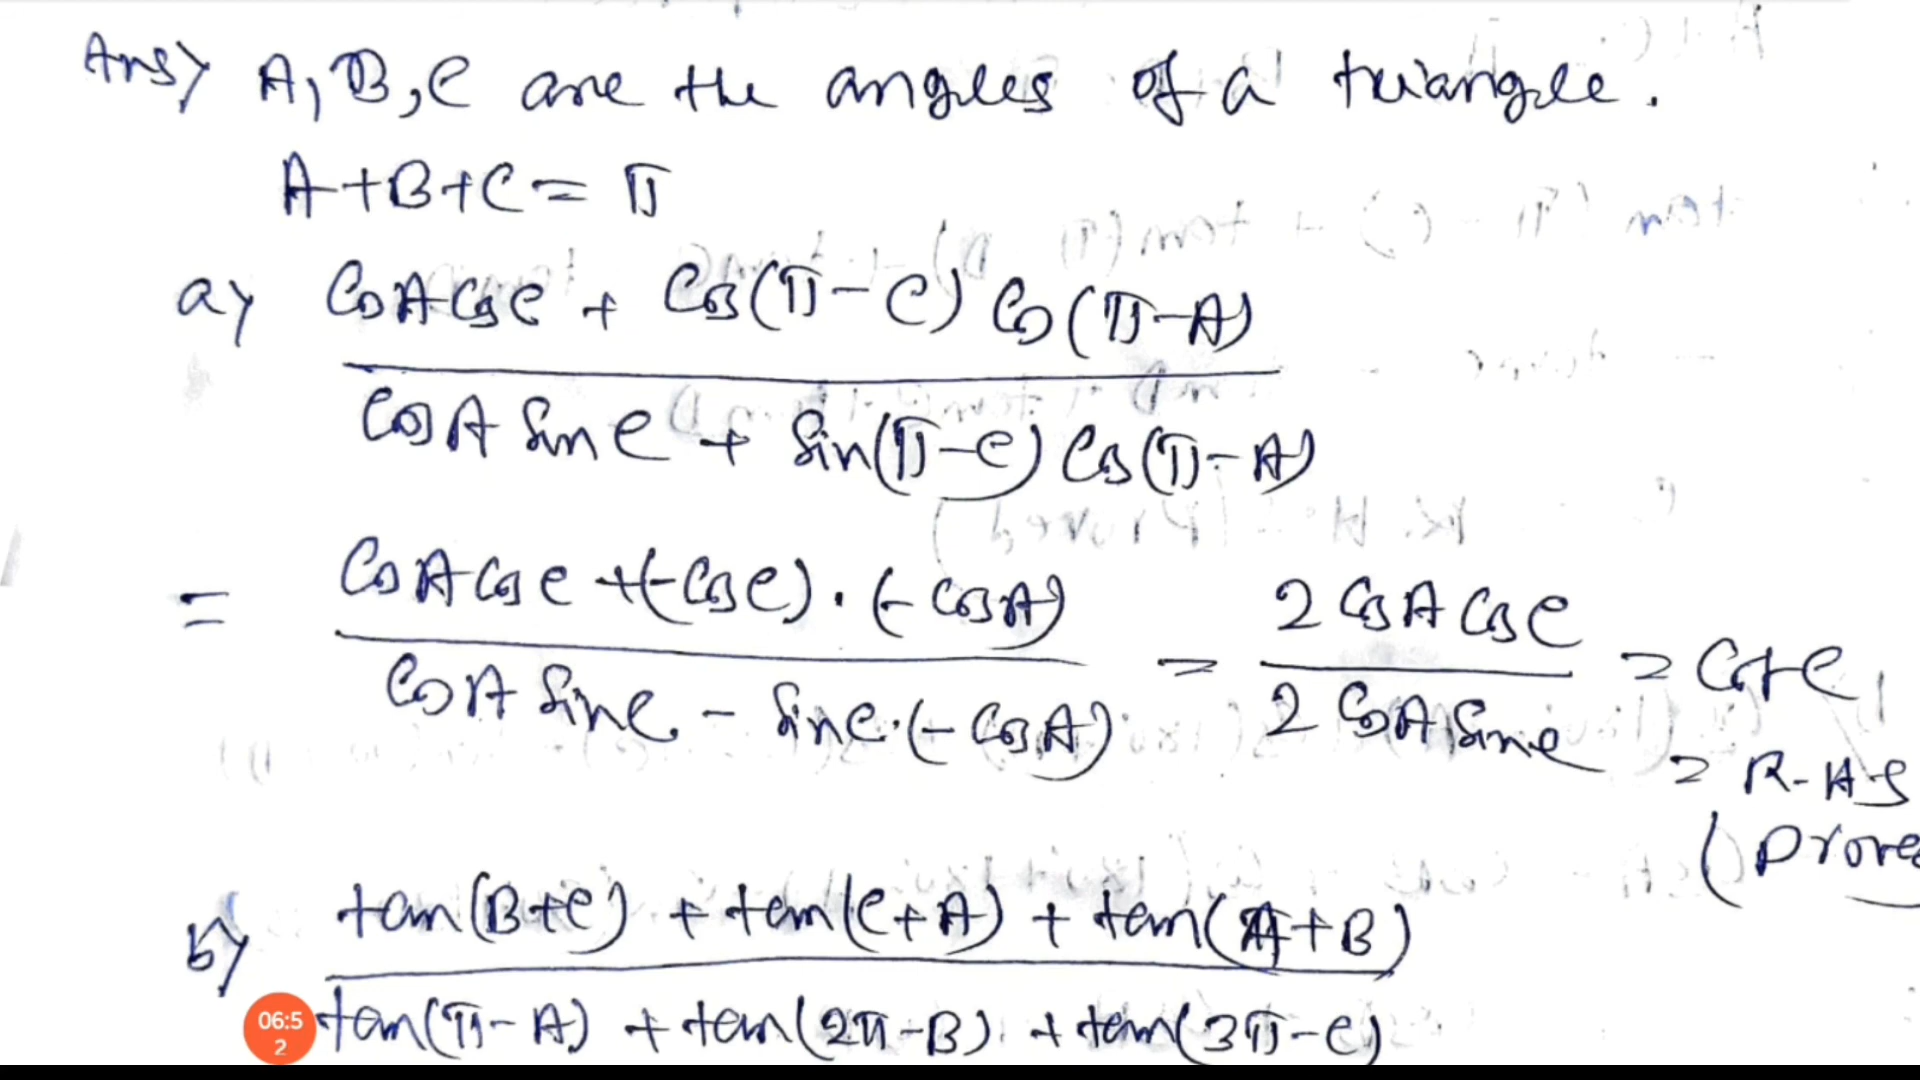 Ans> A, B, C are the angles of a triangle.
A+B+C = π
a> CosA CosC + Cos(π-C) Cos(π-A)
CosA SinC + Sin(π-C) Cos(π-A)
= CosA CosC +(-CosC).(-CosA) = 2 CosA CosC = CotC,
CosA SinC - SinC.(-CosA) 2 CosA SinC
= R.H.S
(Prove
b> tan(B+C) + tan(C+A) + tan(A+B)
tan(π-A) + tan(2π-B) + tan(3π-C)
06:5
2